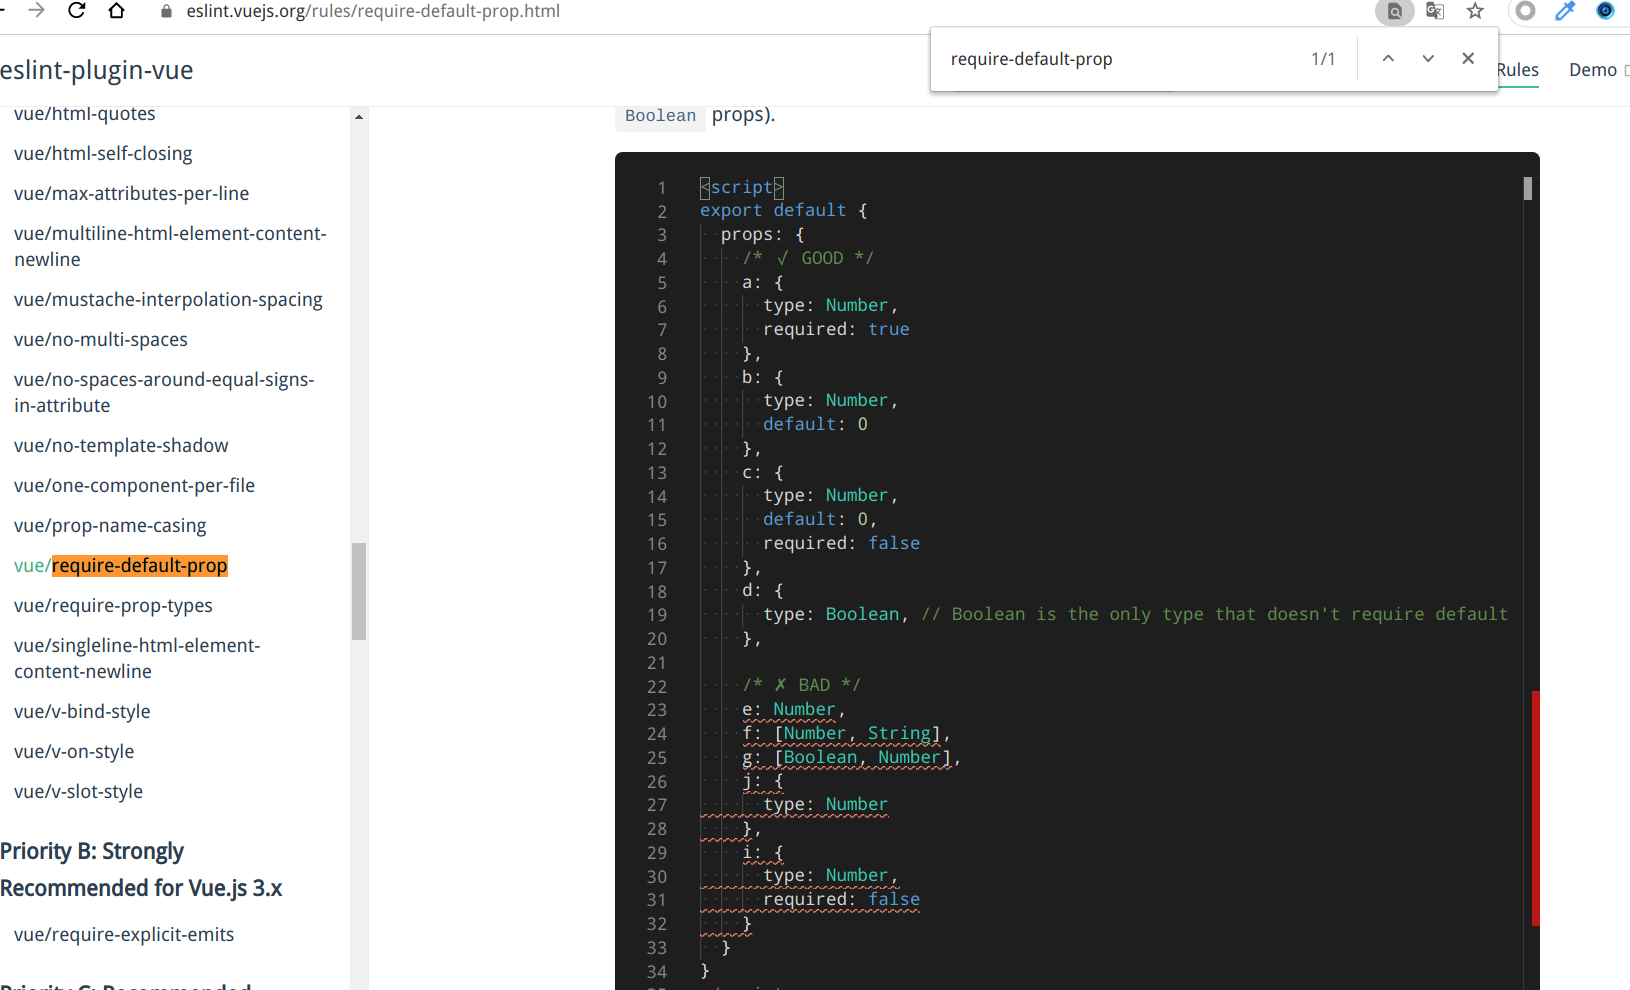 eslint.vuejs.org/rules/require-default-prop.html
require-default-prop 1/1
eslint-plugin-vue
Rules
Demo
vue/html-quotes
vue/html-self-closing
vue/max-attributes-per-line
vue/multiline-html-element-content-
newline
vue/mustache-interpolation-spacing
vue/no-multi-spaces
vue/no-spaces-around-equal-signs-
in-attribute
vue/no-template-shadow
vue/one-component-per-file
vue/prop-name-casing
vue/require-default-prop
vue/require-prop-types
vue/singleline-html-element-
content-newline
vue/v-bind-style
vue/v-on-style
vue/v-slot-style
Priority B: Strongly
Recommended for Vue.js 3.x
vue/require-explicit-emits
Priority C: Recommended
Boolean props).
1 <script>
2 export default {
3 props: {
4 /* ✓ GOOD */
5 a: {
6 type: Number,
7 required: true
8 },
9 b: {
10 type: Number,
11 default: 0
12 },
13 c: {
14 type: Number,
15 default: 0,
16 required: false
17 },
18 d: {
19 type: Boolean, // Boolean is the only type that doesn't require default
20 },
21
22 /* ✗ BAD */
23 e: Number,
24 f: [Number, String],
25 g: [Boolean, Number],
26 j: {
27 type: Number
28 },
29 i: {
30 type: Number,
31 required: false
32 }
33 }
34 }